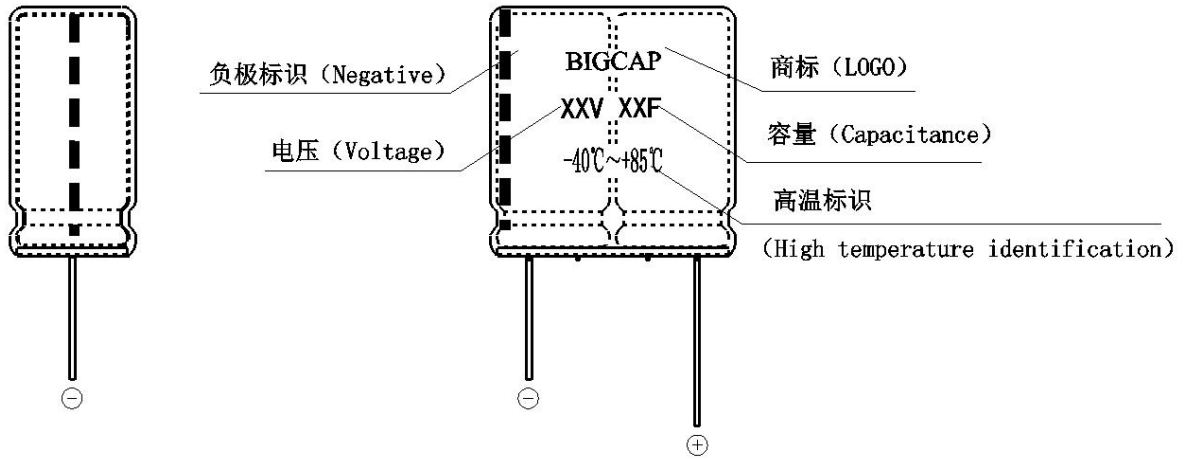 负极标识（Negative）
BIGCAP
商标（LOGO）
XXV XXF
容量（Capacitance）
电压（Voltage）
-40℃~+85℃
高温标识
（High temperature identification）
⊖
⊖
⊕